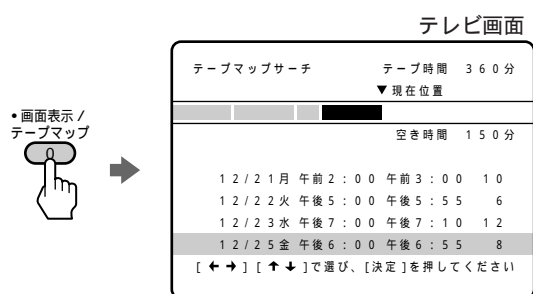 テレビ画面
テープマップサーチ テープ時間 360分
▼現在位置
•画面表示/
テープマップ
0
空き時間 150分
12/21月 午前2:00 午前3:00 10
12/22火 午後5:00 午後5:55 6
12/23水 午後7:00 午後7:10 12
12/25金 午後6:00 午後6:55 8
[←→][↑↓]で選び、[決定]を押してください